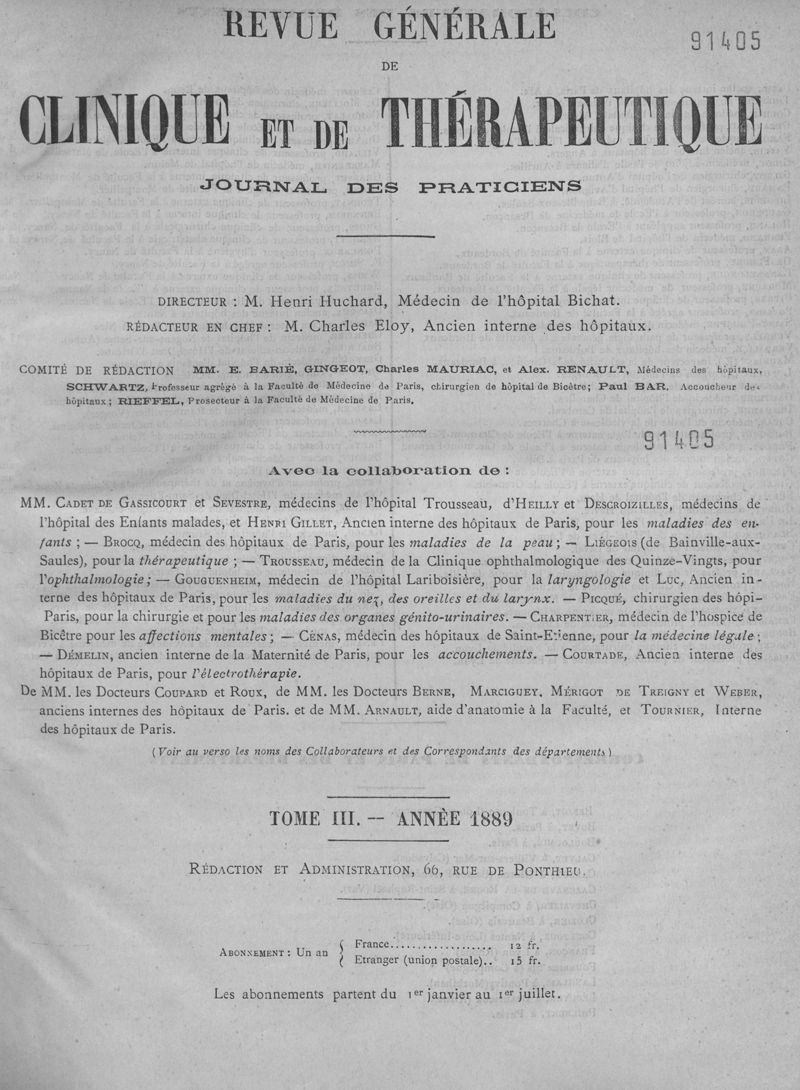 REVUE GÉNÉRALE
91405
DE
CLINIQUE ET DE THÉRAPEUTIQUE
JOURNAL DES PRATICIENS
DIRECTEUR : M. Henri Huchard, Médecin de l'hôpital Bichat.
RÉDACTEUR EN CHEF : M. Charles Eloy, Ancien interne des hôpitaux.
COMITÉ DE RÉDACTION MM. E. BARIÉ, GINGEOT, Charles MAURIAC, et Alex. RENAULT, Médecins des hôpitaux,
SCHWARTZ, Professeur agrégé à la Faculté de Médecine de Paris, chirurgien de hôpital de Bicêtre; Paul BAR, Accoucheur des
hôpitaux; RIEFFEL, Prosecteur à la Faculté de Médecine de Paris.
91405
Avec la collaboration de :
MM. CADET DE GASSICOURT et SEVESTRE, médecins de l'hôpital Trousseau, d'HEILLY et DESCROIZILLES, médecins de
l'hôpital des Enfants malades, et HENRI GILLET, Ancien interne des hôpitaux de Paris, pour les maladies des en-
fants ; — BROCQ, médecin des hôpitaux de Paris, pour les maladies de la peau ; — LIÉGEOIS (de Bainville-aux-
Saules), pour la thérapeutique ; — TROUSSEAU, médecin de la Clinique ophthalmologique des Quinze-Vingts, pour
l'ophthalmologie ; — GOUGUENHEIM, médecin de l'hôpital Lariboisière, pour la laryngologie et LUC, Ancien in-
terne des hôpitaux de Paris, pour les maladies du nez, des oreilles et du larynx. — PICQUÉ, chirurgien des hôpi-
Paris, pour la chirurgie et pour les maladies des organes génito-urinaires. — CHARPENTIER, médecin de l'hospice de
Bicêtre pour les affections mentales ; — CÉNAS, médecin des hôpitaux de Saint-Etienne, pour la médecine légale ;
— DÉMELIN, ancien interne de la Maternité de Paris, pour les accouchements. — COURTADE, Ancien interne des
hôpitaux de Paris, pour l'électrothérapie.
De MM. les Docteurs COUPARD et ROUX, de MM. les Docteurs BERNE, MARCIGUEY, MÉRIGOT DE TREIGNY et WEBER,
anciens internes des hôpitaux de Paris. et de MM. ARNAULT, aide d'anatomie à la Faculté, et TOURNIER, Interne
des hôpitaux de Paris.
(Voir au verso les noms des Collaborateurs et des Correspondants des départements)
TOME III. — ANNÉE 1889
RÉDACTION ET ADMINISTRATION, 66, RUE DE PONTHIEU.
ABONNEMENT : Un an { France................... 12 fr.
Etranger (union postale).. 15 fr.
Les abonnements partent du 1er janvier au 1er juillet.